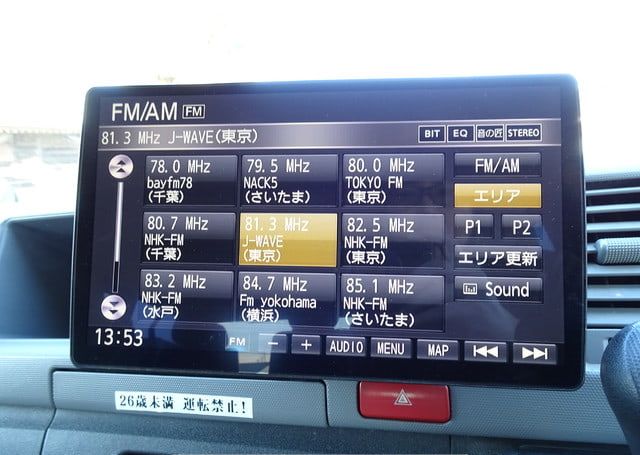 FM/AM FM
81.3 MHz J-WAVE(東京) BIT EQ 音の匠 STEREO
78.0 MHz
bayfm78
(千葉)
79.5 MHz
NACK5
(さいたま)
80.0 MHz
TOKYO FM
(東京)
FM/AM
エリア
80.7 MHz
NHK-FM
(千葉)
81.3 MHz
J-WAVE
(東京)
82.5 MHz
NHK-FM
(東京)
P1 P2
エリア更新
83.2 MHz
NHK-FM
(水戸)
84.7 MHz
Fm yokohama
(横浜)
85.1 MHz
NHK-FM
(さいたま)
Sound
13:53 FM − + AUDIO MENU MAP
26歳未満 運転禁止!